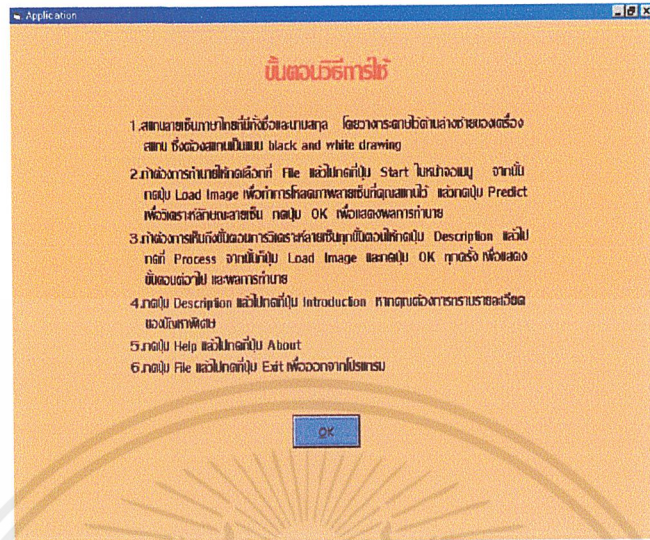 Application
ขั้นตอนวิธีการใช้
1.สแกนลายเซ็นภาษาไทยที่มีทั้งชื่อและนามสกุล โดยวางกระดาษไว้ด้านล่างซ้ายของเครื่อง
สแกน ซึ่งต้องสแกนเป็นแบบ black and white drawing
2.ถ้าต้องการทำนายให้กดเลือกที่ File แล้วไปกดที่ปุ่ม Start ในหน้าจอเมนู จากนั้น
กดปุ่ม Load Image เพื่อทำการโหลดภาพลายเซ็นที่คุณสแกนไว้ แล้วกดปุ่ม Predict
เพื่อวิเคราะห์ลักษณะลายเซ็น กดปุ่ม OK เพื่อแสดงผลการทำนาย
3.ถ้าต้องการเห็นถึงขั้นตอนการวิเคราะห์ลายเซ็นทุกขั้นตอนให้กดปุ่ม Description แล้วไป
กดที่ Process จากนั้นก็ปุ่ม Load Image และกดปุ่ม OK ทุกครั้ง เพื่อแสดง
ขั้นตอนต่อไป และผลการทำนาย
4.กดปุ่ม Description แล้วไปกดที่ปุ่ม Introduction หากคุณต้องการทราบรายละเอียด
ของปัญหาพิเศษ
5.กดปุ่ม Help แล้วไปกดที่ปุ่ม About
6.กดปุ่ม File แล้วไปกดที่ปุ่ม Exit เพื่อออกจากโปรแกรม
OK